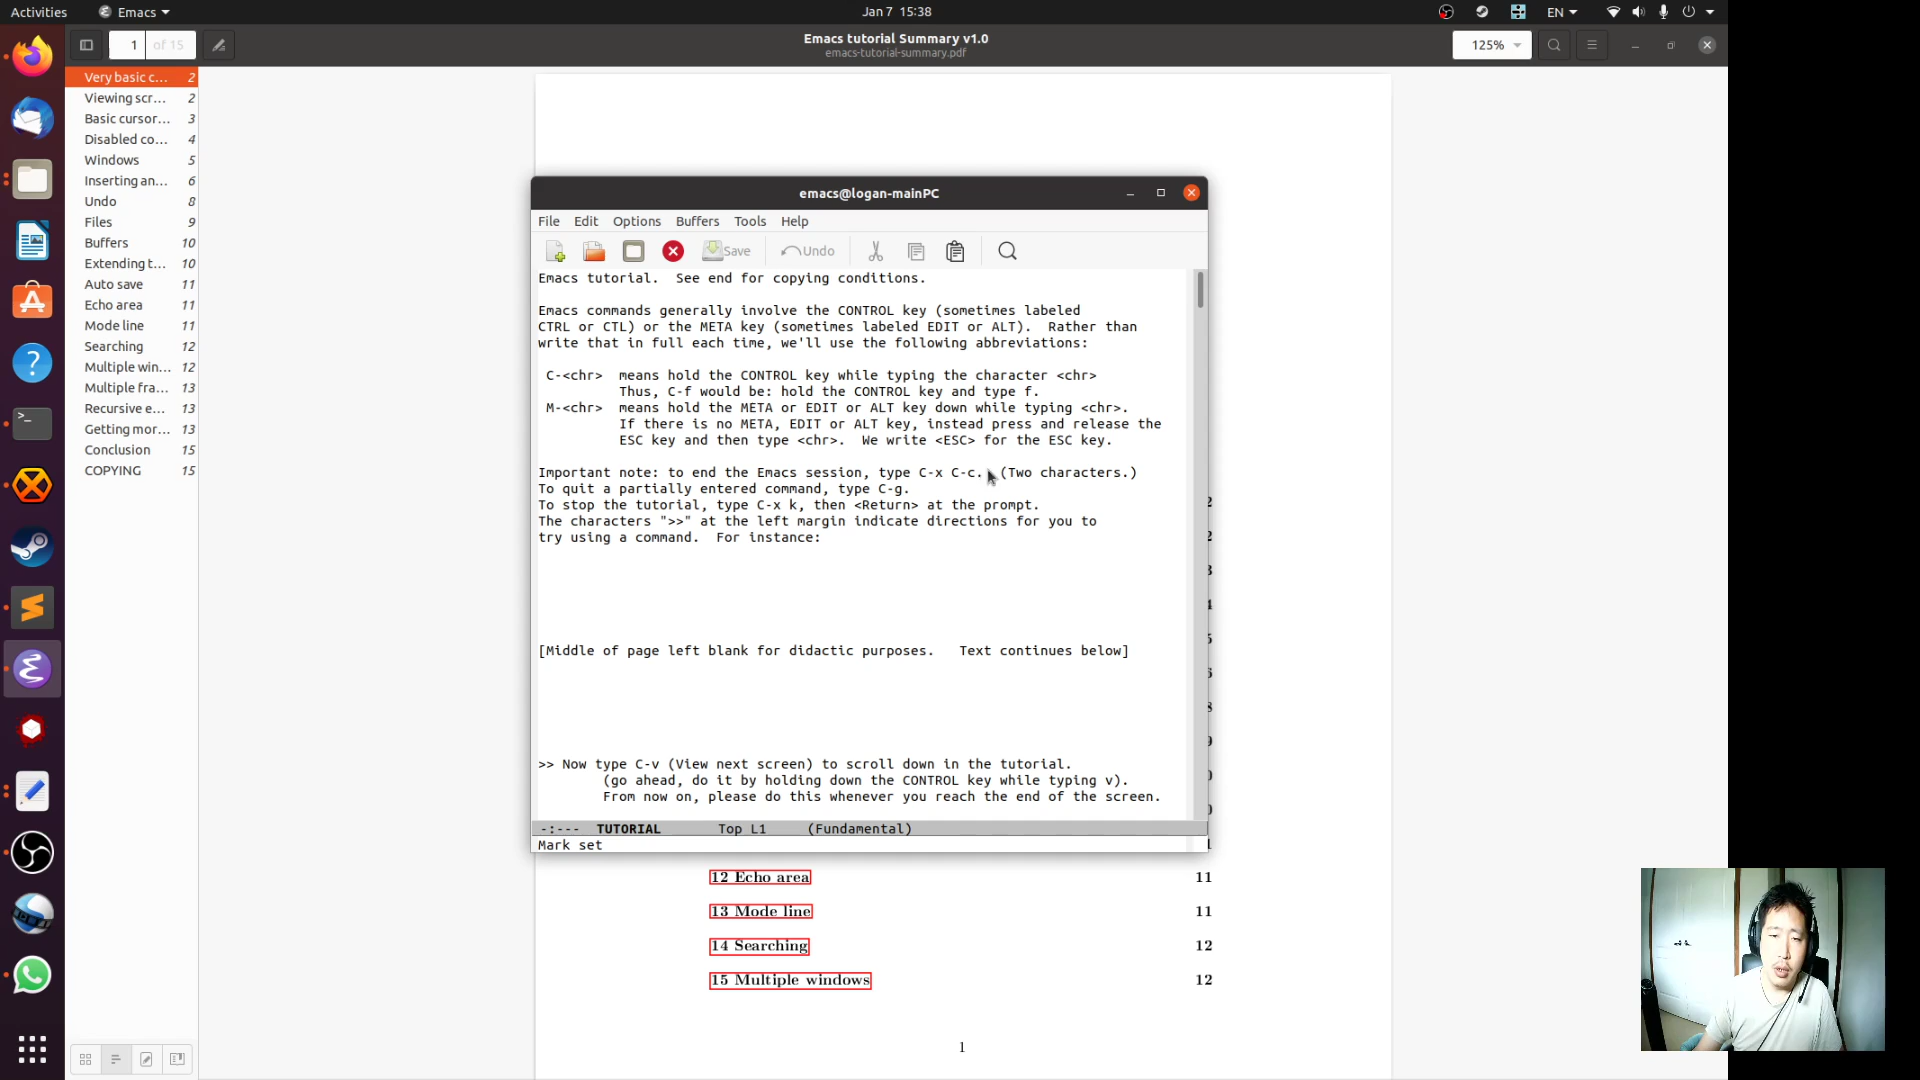 Activities
Emacs
Jan 7 15:38
EN
1 of 15
Emacs tutorial Summary v1.0
emacs-tutorial-summary.pdf
125%
Very basic c... 2
Viewing scr... 2
Basic cursor... 3
Disabled co... 4
Windows 5
Inserting an... 6
Undo 8
Files 9
Buffers 10
Extending t... 10
Auto save 11
Echo area 11
Mode line 11
Searching 12
Multiple win... 12
Multiple fra... 13
Recursive e... 13
Getting mor... 13
Conclusion 15
COPYING 15
emacs@logan-mainPC
File Edit Options Buffers Tools Help
Save Undo
Emacs tutorial.  See end for copying conditions.
Emacs commands generally involve the CONTROL key (sometimes labeled
CTRL or CTL) or the META key (sometimes labeled EDIT or ALT).  Rather than
write that in full each time, we'll use the following abbreviations:
C-<chr>  means hold the CONTROL key while typing the character <chr>
Thus, C-f would be: hold the CONTROL key and type f.
M-<chr>  means hold the META or EDIT or ALT key down while typing <chr>.
If there is no META, EDIT or ALT key, instead press and release the
ESC key and then type <chr>.  We write <ESC> for the ESC key.
Important note: to end the Emacs session, type C-x C-c.  (Two characters.)
To quit a partially entered command, type C-g.
To stop the tutorial, type C-x k, then <Return> at the prompt.
The characters ">>" at the left margin indicate directions for you to
try using a command.  For instance:
[Middle of page left blank for didactic purposes.   Text continues below]
>> Now type C-v (View next screen) to scroll down in the tutorial.
(go ahead, do it by holding down the CONTROL key while typing v).
From now on, please do this whenever you reach the end of the screen.
-:---  TUTORIAL       Top L1     (Fundamental)
Mark set
12 Echo area 11
13 Mode line 11
14 Searching 12
15 Multiple windows 12
1